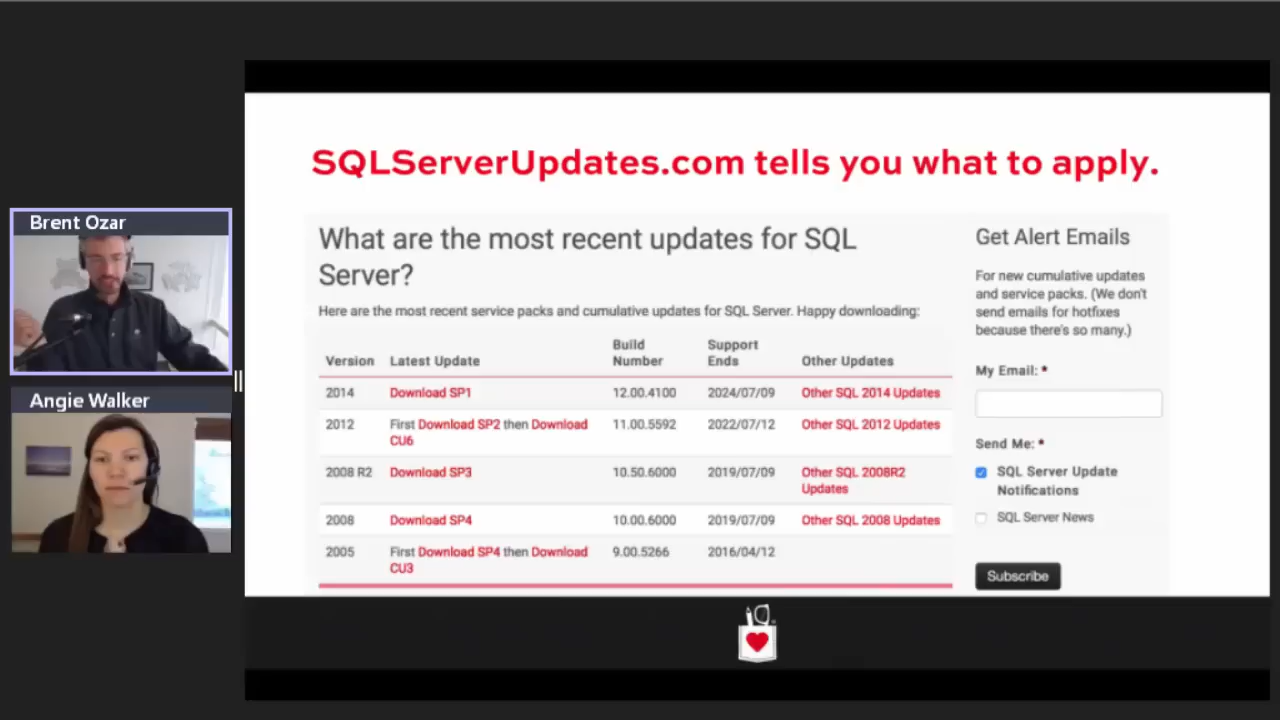 Brent Ozar
Angie Walker
SQLServerUpdates.com tells you what to apply.
What are the most recent updates for SQL
Server?
Here are the most recent service packs and cumulative updates for SQL Server. Happy downloading:
Version Latest Update Build Number Support Ends Other Updates
2014 Download SP1 12.00.4100 2024/07/09 Other SQL 2014 Updates
2012 First Download SP2 then Download CU6 11.00.5592 2022/07/12 Other SQL 2012 Updates
2008 R2 Download SP3 10.50.6000 2019/07/09 Other SQL 2008R2 Updates
2008 Download SP4 10.00.6000 2019/07/09 Other SQL 2008 Updates
2005 First Download SP4 then Download CU3 9.00.5266 2016/04/12
Get Alert Emails
For new cumulative updates
and service packs. (We don't
send emails for hotfixes
because there's so many.)
My Email: *
Send Me: *
SQL Server Update
Notifications
SQL Server News
Subscribe